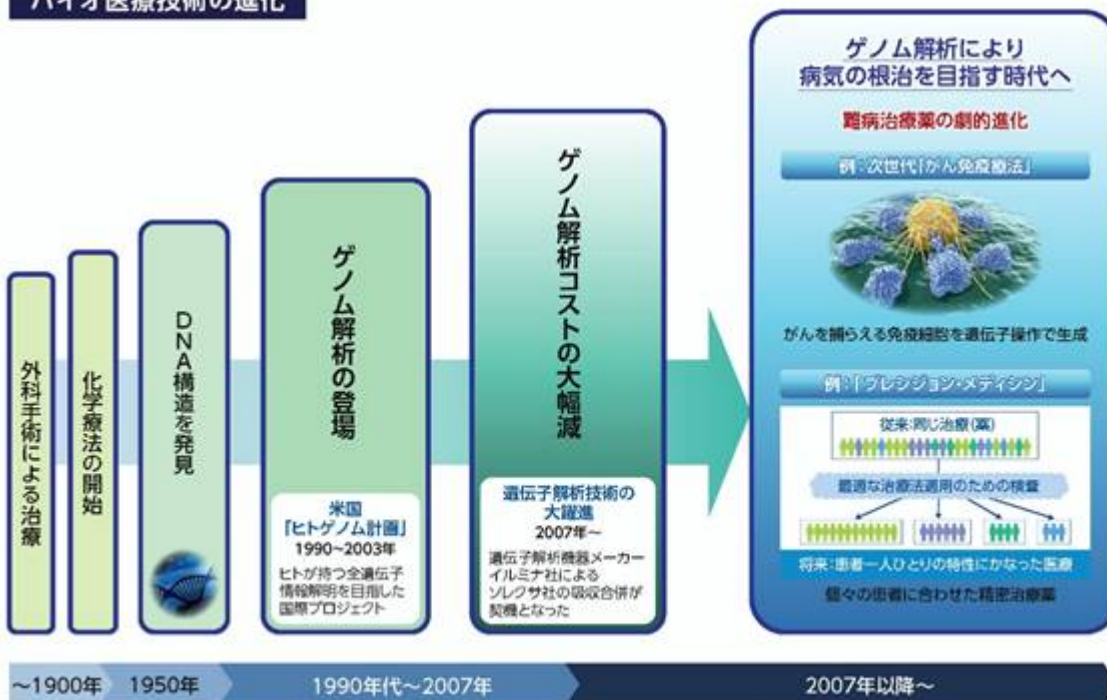 バイオ医療技術の進化
外科手術による治療
化学療法の開始
DNA構造を発見
ゲノム解析の登場
米国
「ヒトゲノム計画」
1990~2003年
ヒトが持つ全遺伝子
情報解明を目指した
国際プロジェクト
ゲノム解析コストの大幅減
遺伝子解析技術の
大躍進
2007年~
遺伝子解析機器メーカー
イルミナ社による
ソレクサ社の吸収合併が
契機となった
ゲノム解析により
病気の根治を目指す時代へ
難病治療薬の劇的進化
例:次世代「がん免疫療法」
がんを捕らえる免疫細胞を遺伝子操作で生成
例:「プレシジョン・メディシン」
従来:同じ治療(薬)
最適な治療法適用のための検査
将来:患者一人ひとりの特性にかなった医療
個々の患者に合わせた精密治療薬
~1900年
1950年
1990年代~2007年
2007年以降~